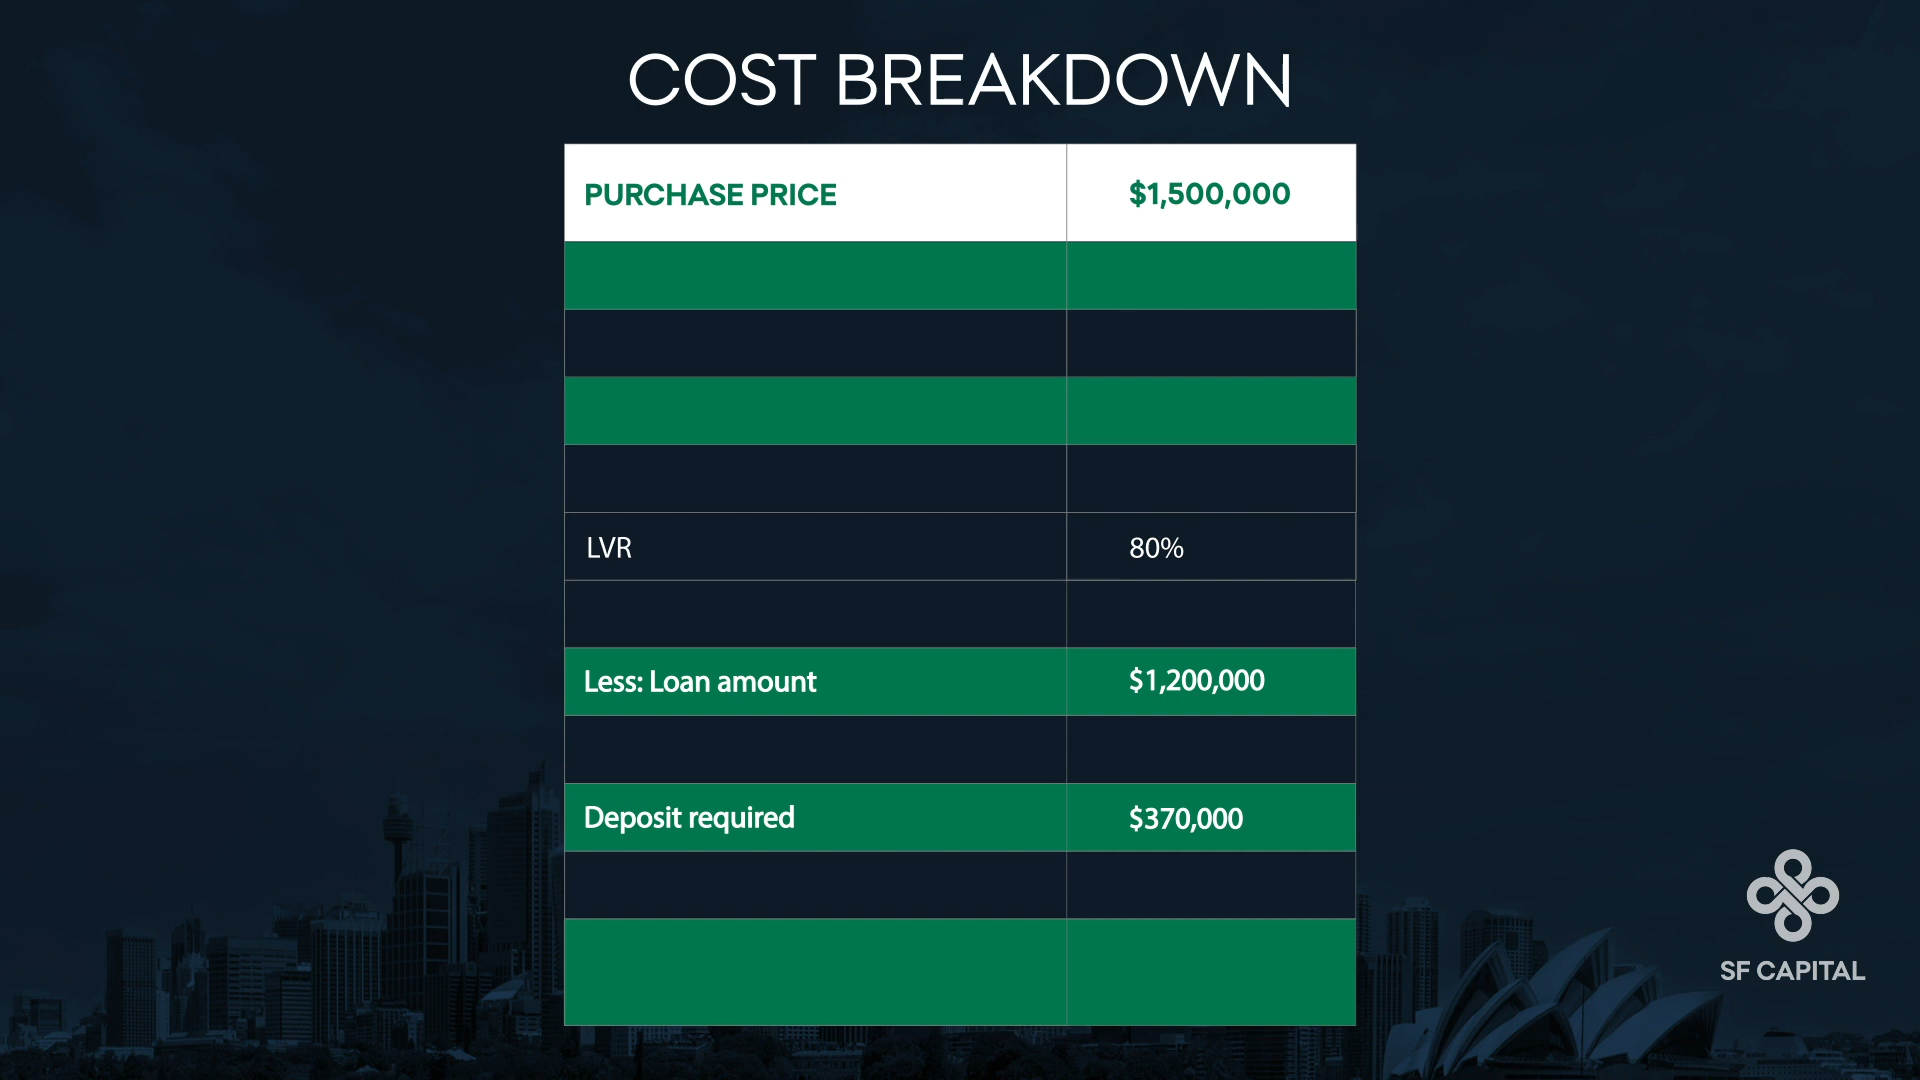 COST BREAKDOWN
PURCHASE PRICE $1,500,000
LVR 80%
Less: Loan amount $1,200,000
Deposit required $370,000
SF CAPITAL